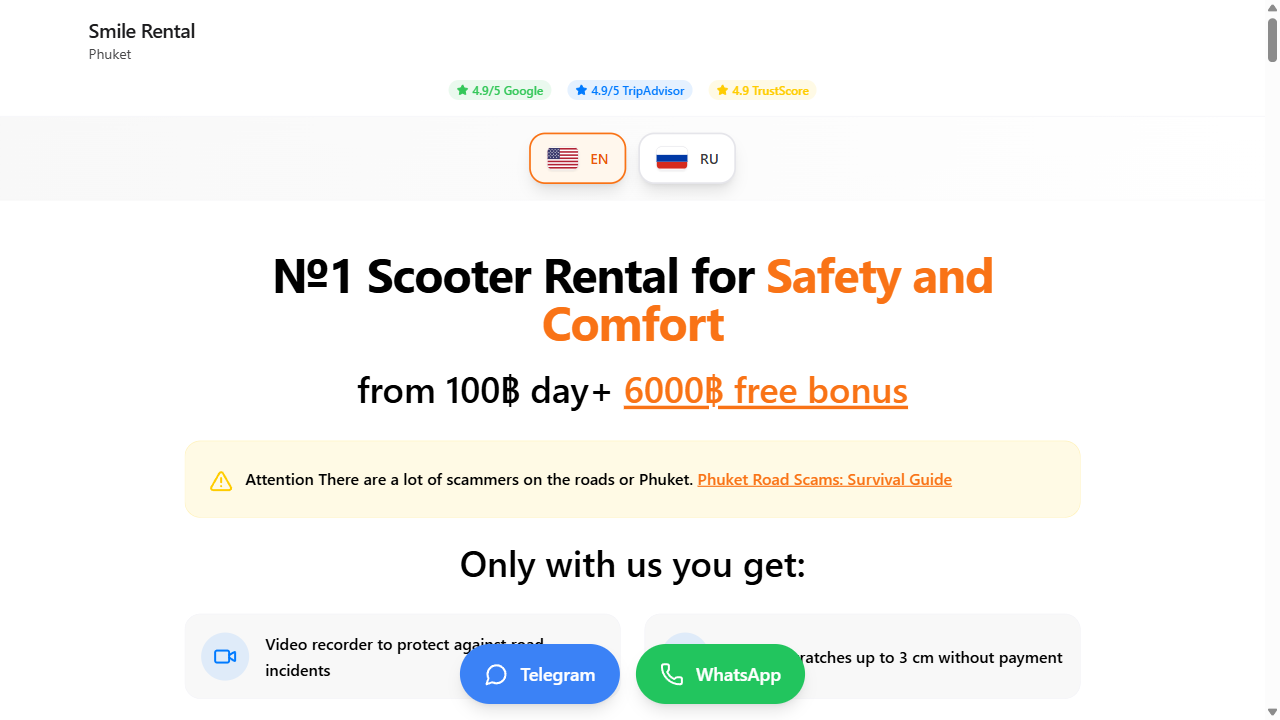 Smile Rental
Phuket
4.9/5 Google
4.9/5 TripAdvisor
4.9 TrustScore
EN
RU
№1 Scooter Rental for Safety and
Comfort
from 100฿ day+ 6000฿ free bonus
Attention There are a lot of scammers on the roads or Phuket. Phuket Road Scams: Survival Guide
Only with us you get:
Video recorder to protect against road
incidents
up to 3 cm without payment
Telegram
WhatsApp